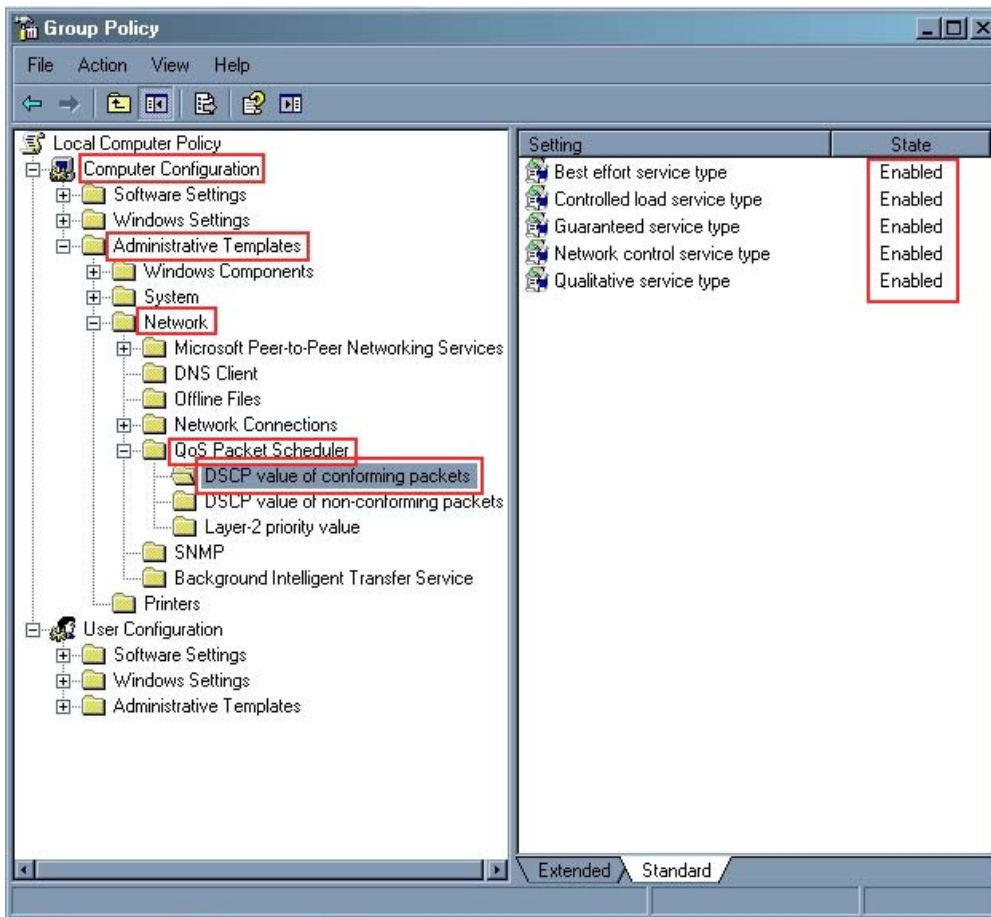 Group Policy
File Action View Help
Local Computer Policy
Computer Configuration
Software Settings
Windows Settings
Administrative Templates
Windows Components
System
Network
Microsoft Peer-to-Peer Networking Services
DNS Client
Offline Files
Network Connections
QoS Packet Scheduler
DSCP value of conforming packets
DSCP value of non-conforming packets
Layer-2 priority value
SNMP
Background Intelligent Transfer Service
Printers
User Configuration
Software Settings
Windows Settings
Administrative Templates
Setting State
Best effort service type Enabled
Controlled load service type Enabled
Guaranteed service type Enabled
Network control service type Enabled
Qualitative service type Enabled
Extended Standard